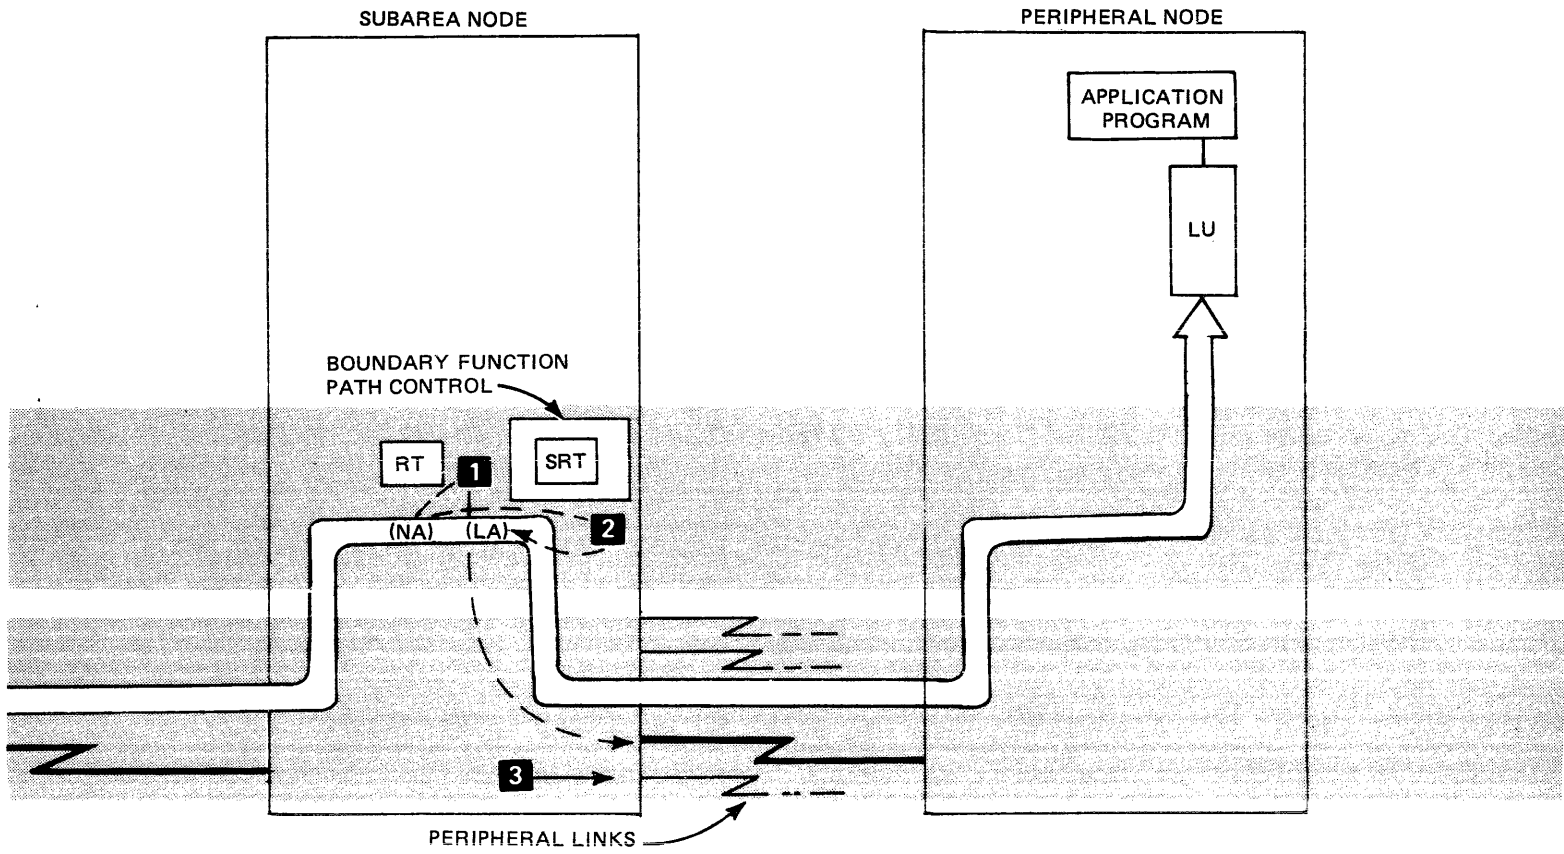 SUBAREA NODE
PERIPHERAL NODE
APPLICATION
PROGRAM
LU
BOUNDARY FUNCTION
PATH CONTROL
RT
1
SRT
(NA)
(LA)
2
3
PERIPHERAL LINKS